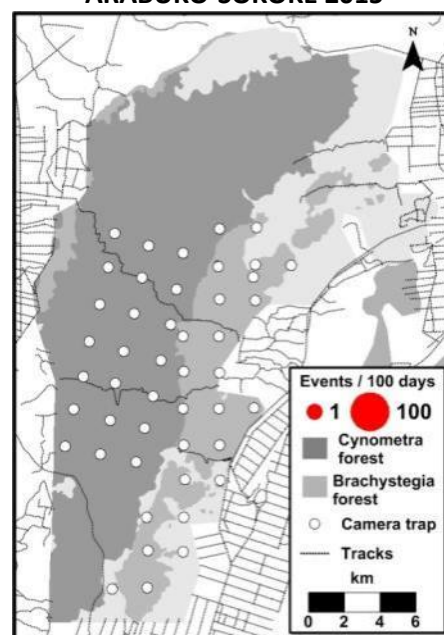 ARABUKO-SOKOKE 2015
N
Events / 100 days
1 100
Cynometra
forest
Brachystegia
forest
Camera trap
Tracks
km
0 2 4 6